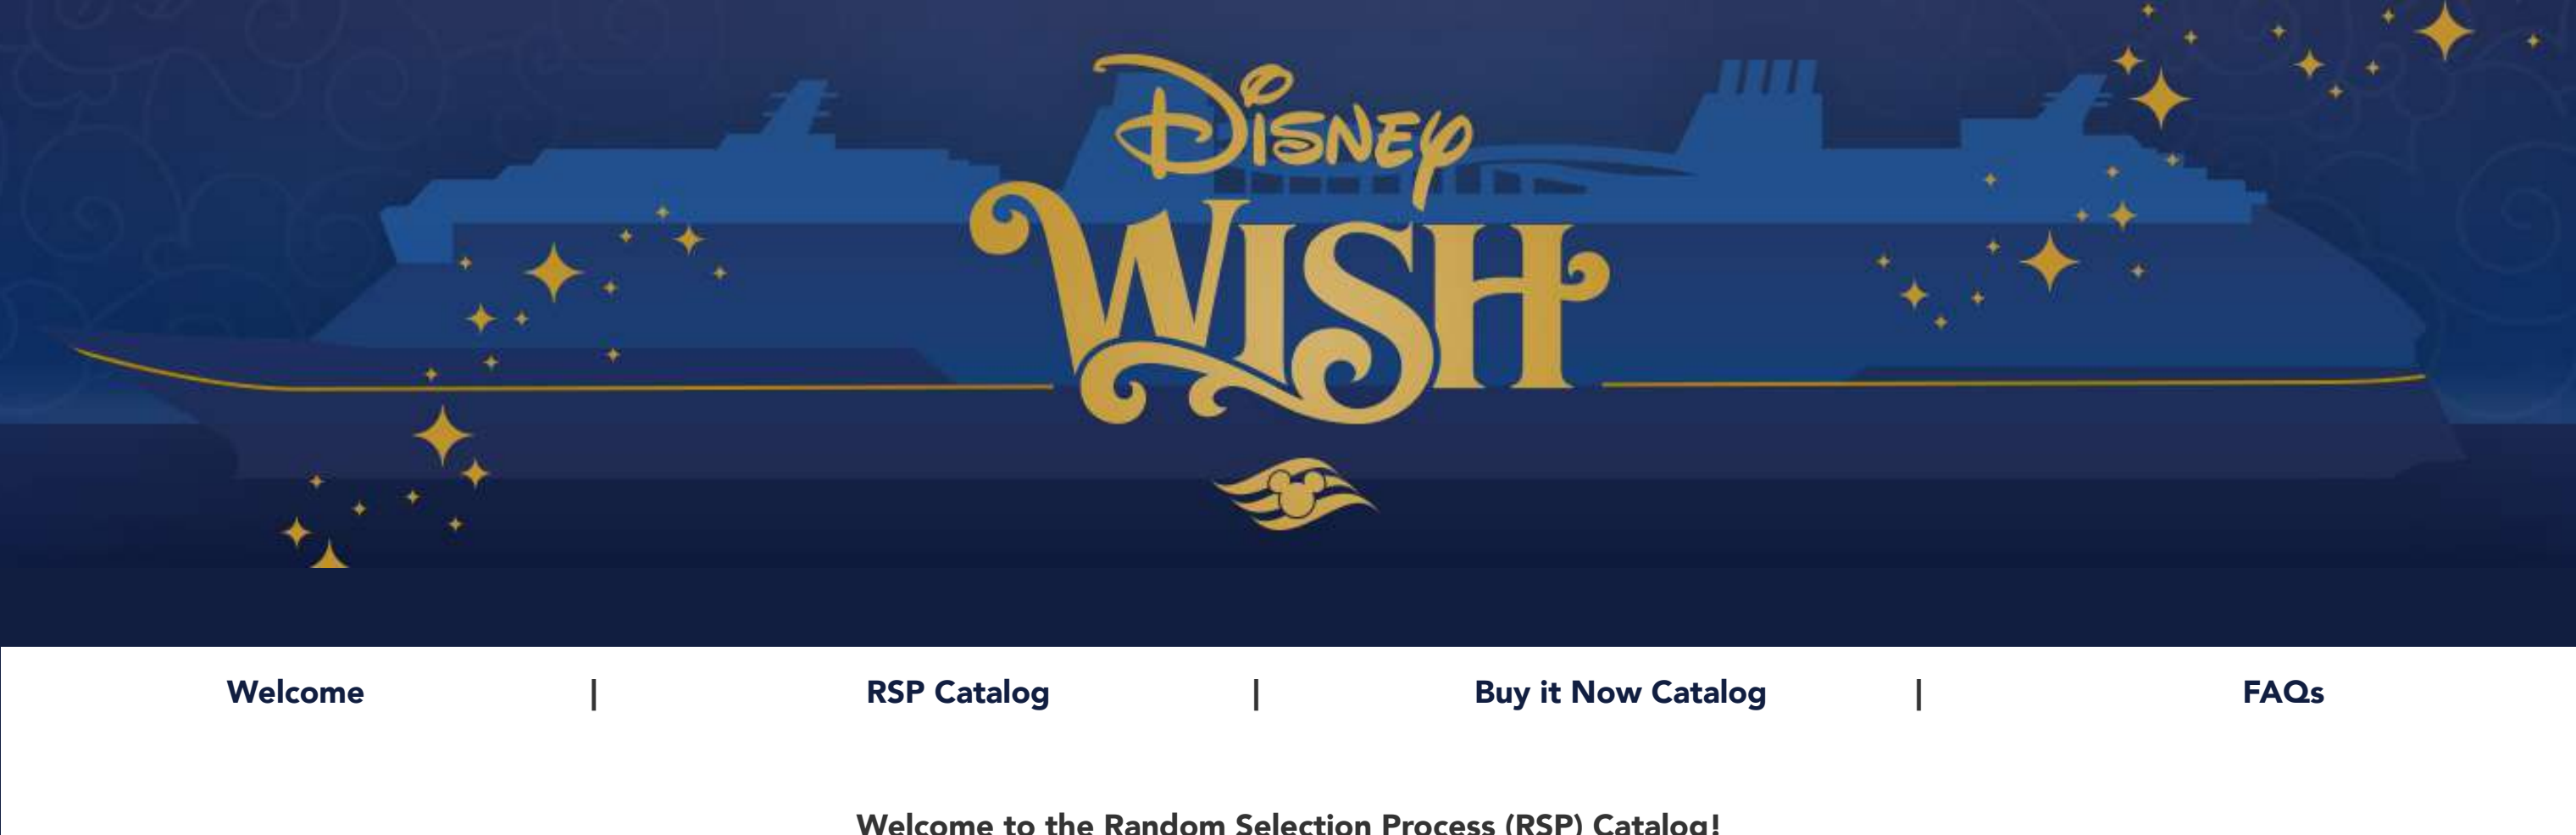 Disney
WISH
Welcome | RSP Catalog | Buy it Now Catalog | FAQs
Welcome to the Random Selection Process (RSP) Catalog!